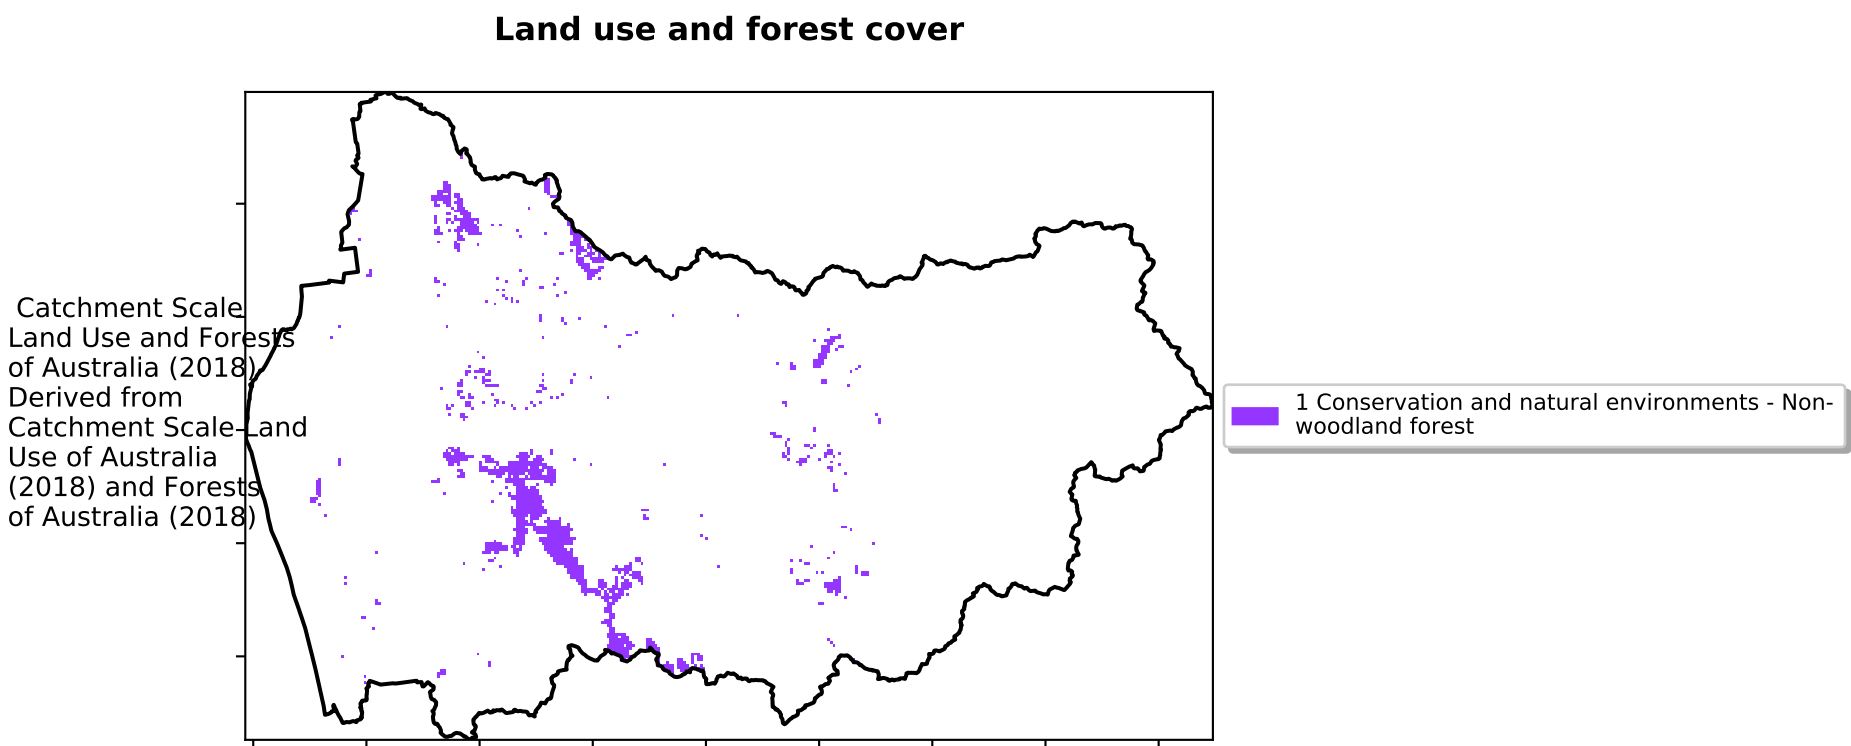 Land use and forest cover
Catchment Scale
Land Use and Forests
of Australia (2018)
Derived from
Catchment Scale Land
Use of Australia
(2018) and Forests
of Australia (2018)
1 Conservation and natural environments - Non-
woodland forest